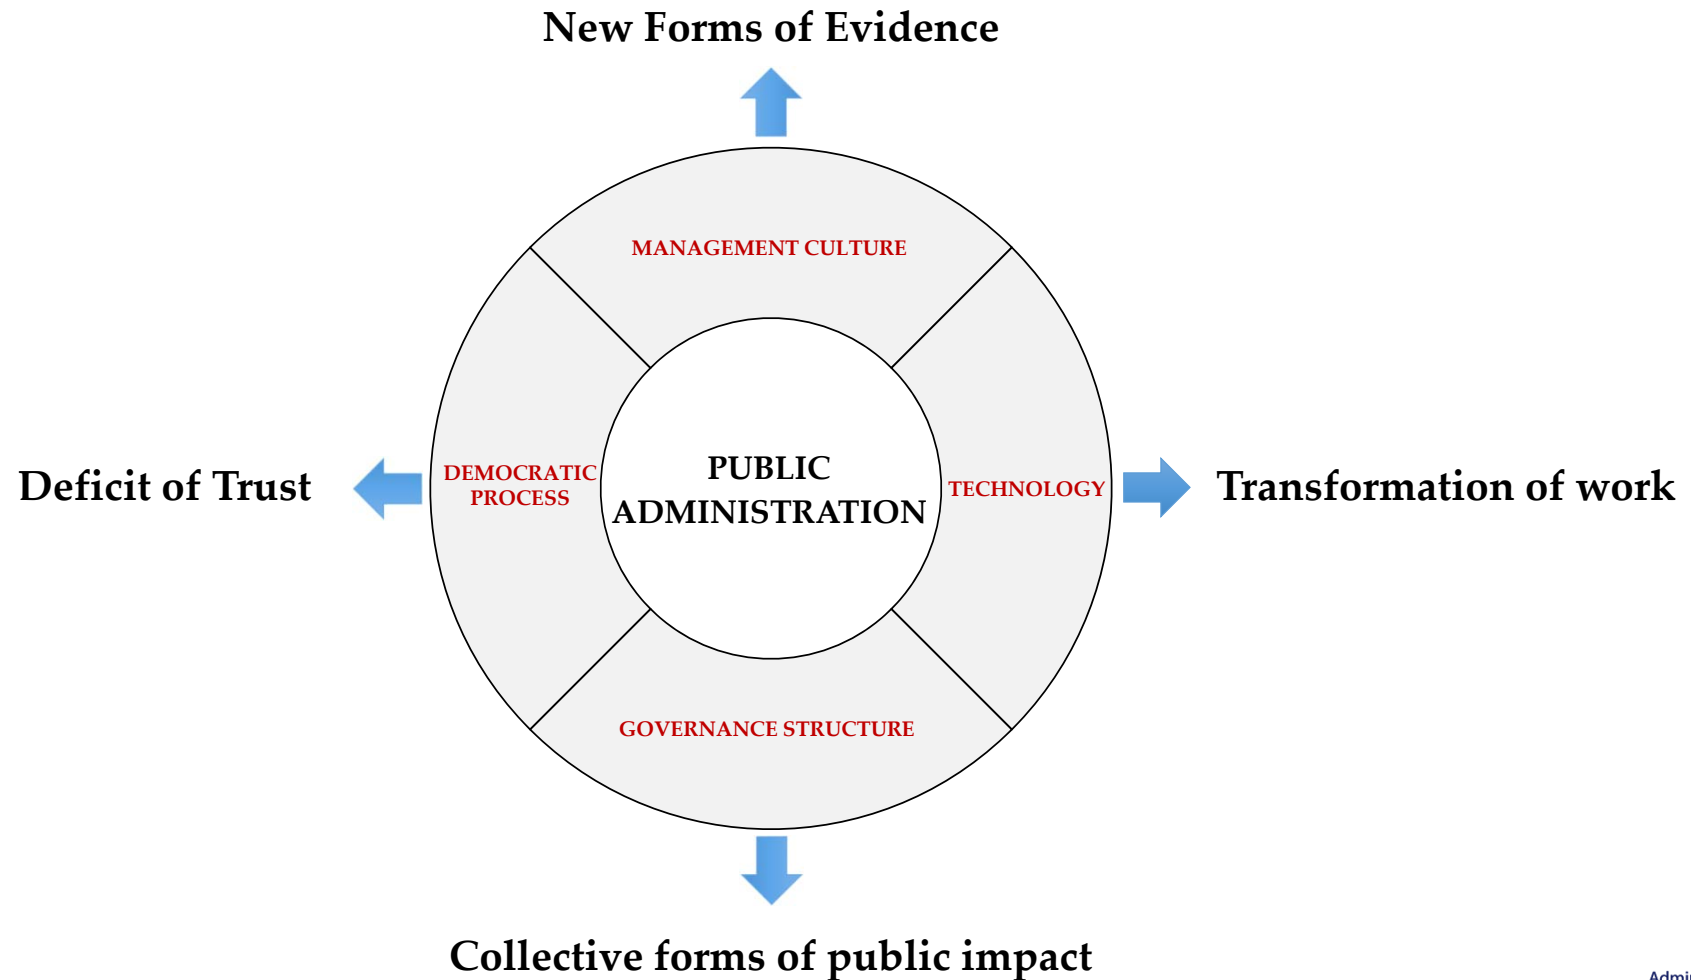 New Forms of Evidence
MANAGEMENT CULTURE
Deficit of Trust
DEMOCRATIC
PROCESS
PUBLIC
ADMINISTRATION
TECHNOLOGY
Transformation of work
GOVERNANCE STRUCTURE
Collective forms of public impact
Admin